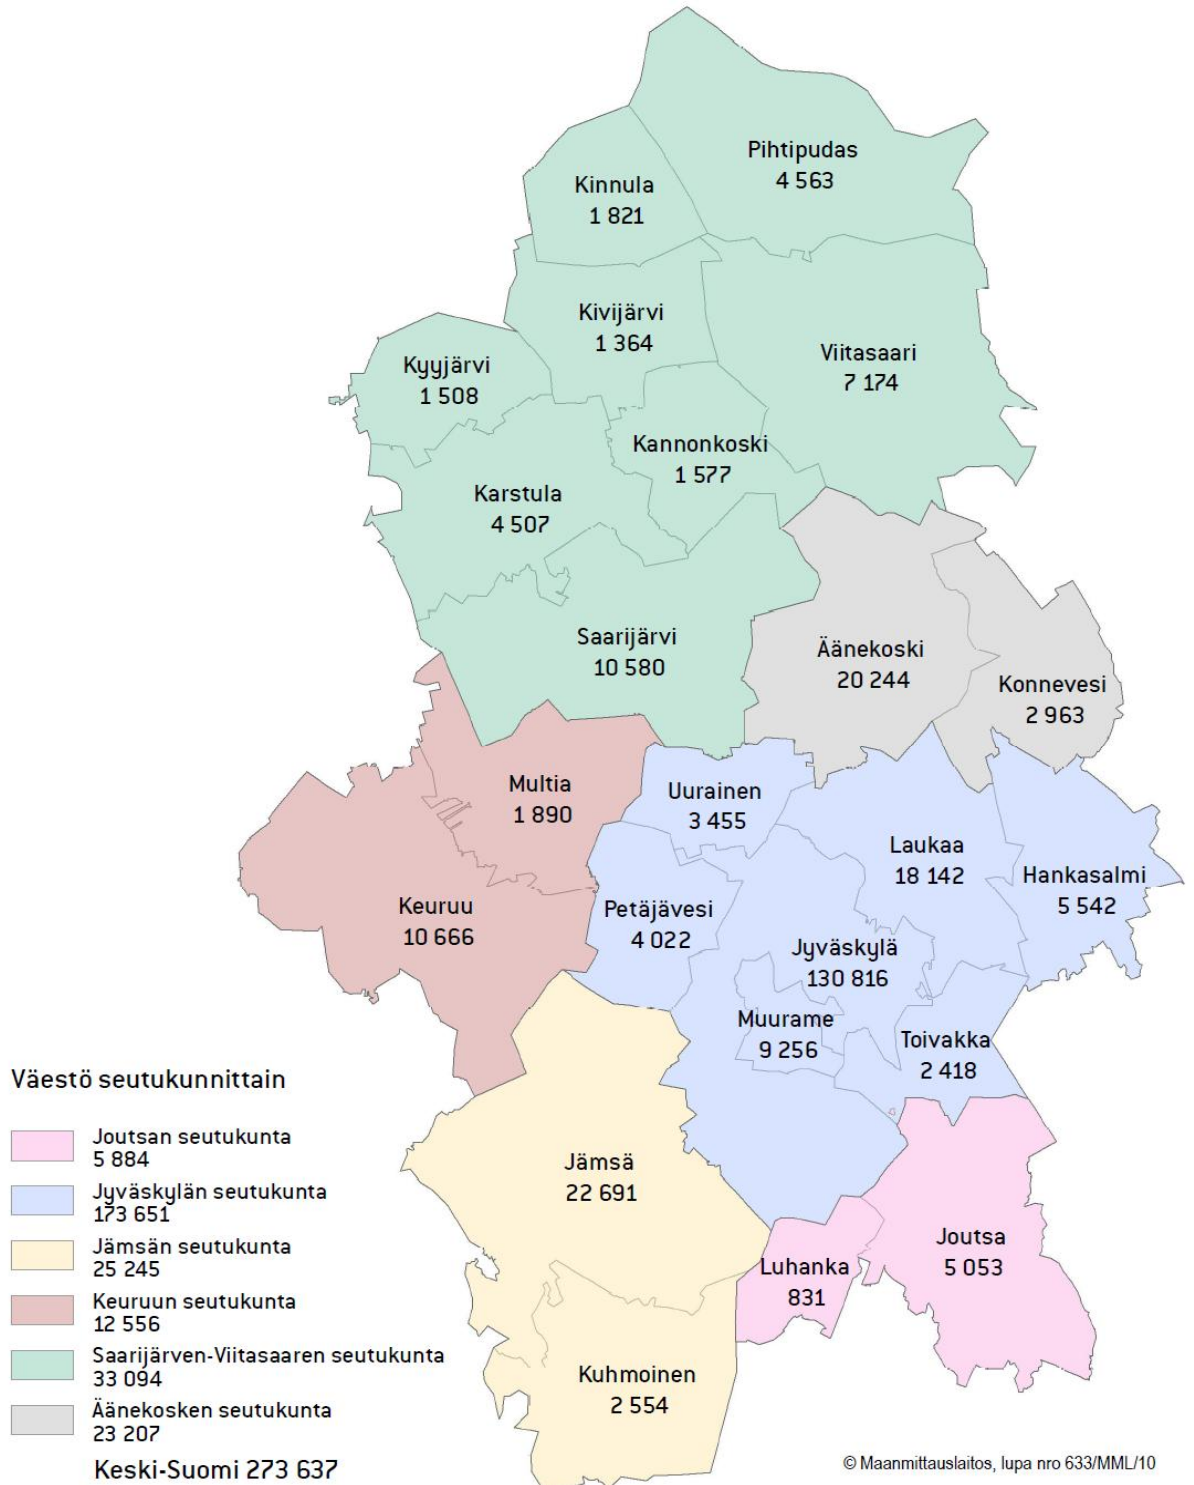 Pihtipudas
4 563
Kinnula
1 821
Kivijärvi
1 364
Viitasaari
7 174
Kyyjärvi
1 508
Kannonkoski
1 577
Karstula
4 507
Saarijärvi
10 580
Äänekoski
20 244
Konnevesi
2 963
Multia
1 890
Uurainen
3 455
Laukaa
18 142
Hankasalmi
5 542
Keuruu
10 666
Petäjävesi
4 022
Jyväskylä
130 816
Muurame
9 256
Toivakka
2 418
Jämsä
22 691
Joutsa
5 053
Luhanka
831
Kuhmoinen
2 554
Väestö seutukunnittain
Joutsan seutukunta
5 884
Jyväskylän seutukunta
173 651
Jämsän seutukunta
25 245
Keuruun seutukunta
12 556
Saarijärven-Viitasaaren seutukunta
33 094
Äänekosken seutukunta
23 207
Keski-Suomi 273 637
© Maanmittauslaitos, lupa nro 633/MML/10